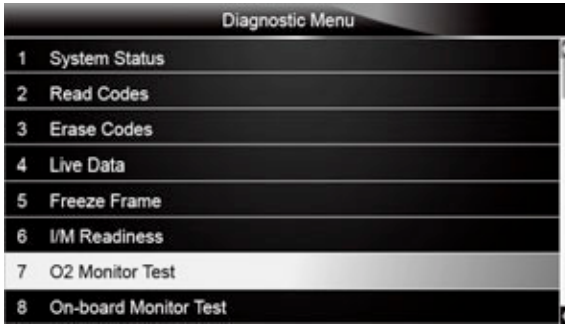 Diagnostic Menu
1 System Status
2 Read Codes
3 Erase Codes
4 Live Data
5 Freeze Frame
6 I/M Readiness
7 O2 Monitor Test
8 On-board Monitor Test